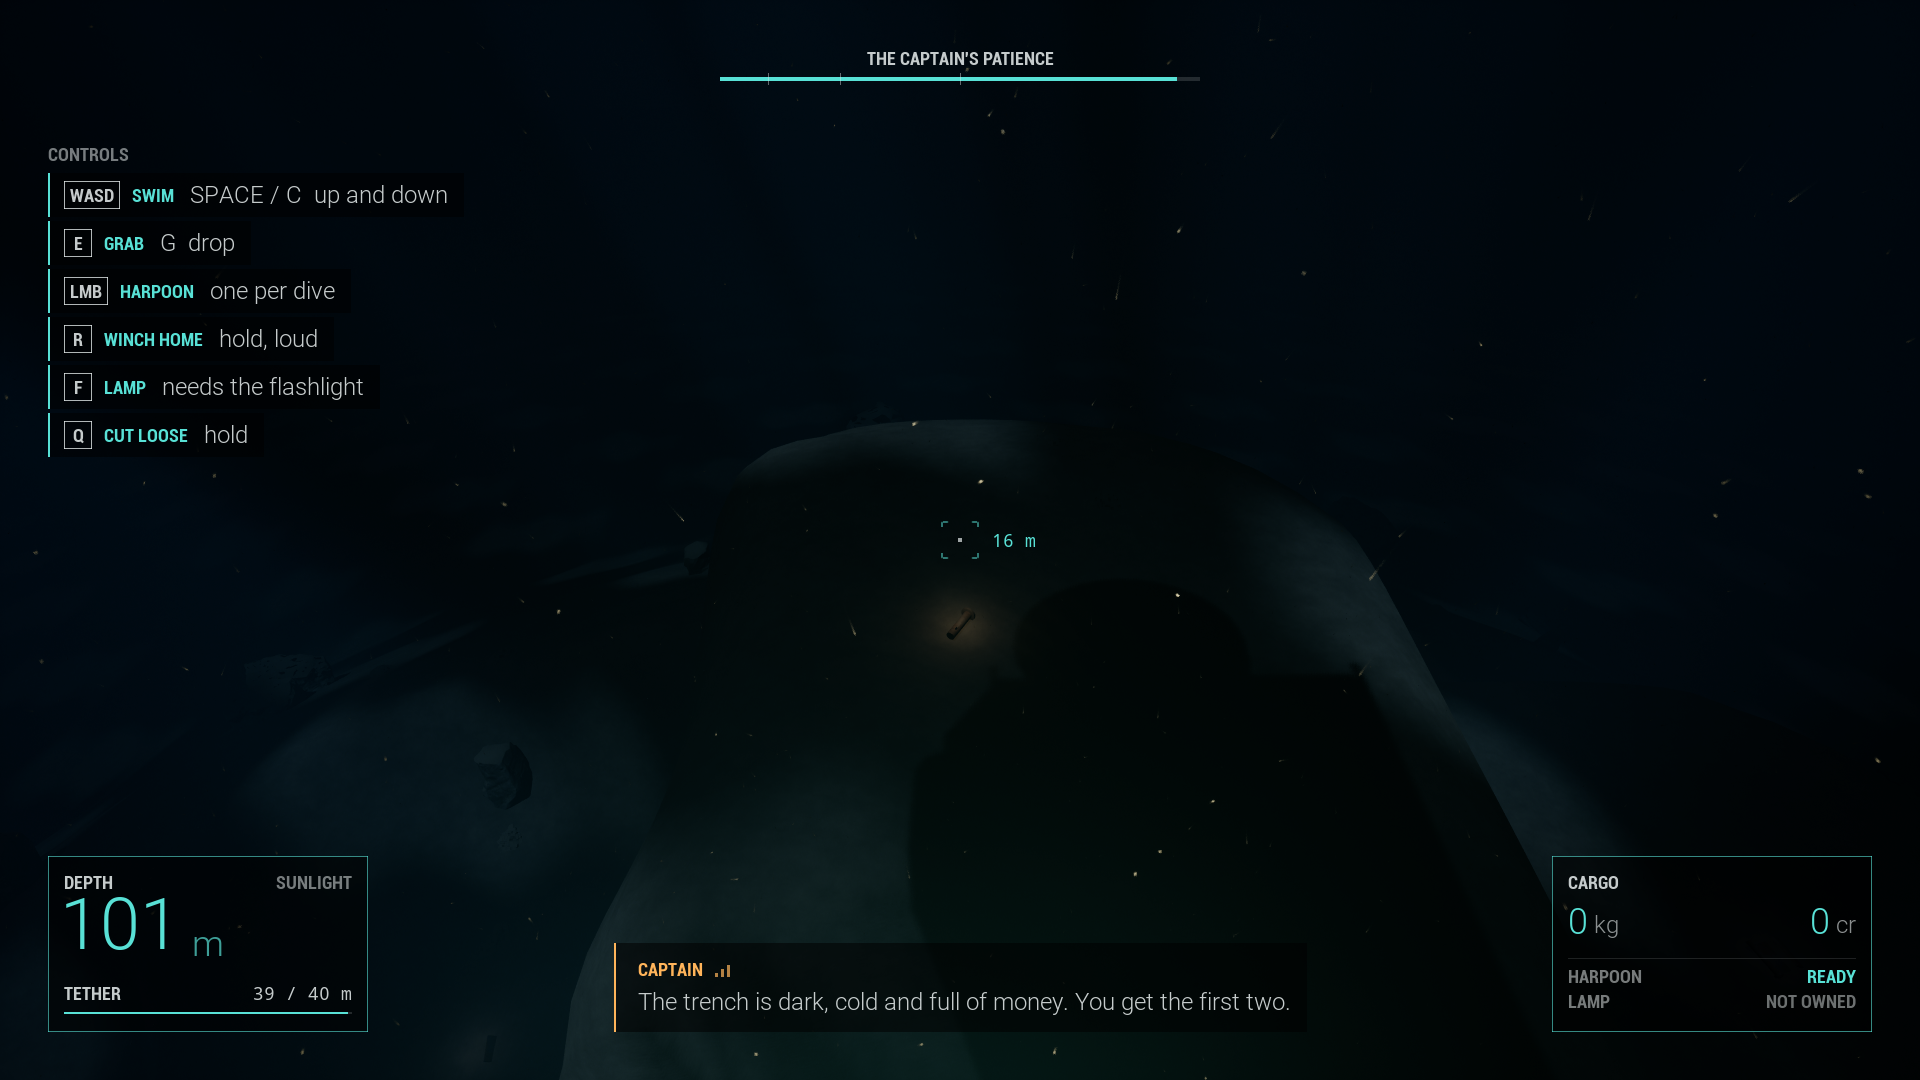 THE CAPTAIN'S PATIENCE
CONTROLS
WASD SWIM SPACE / C up and down
E GRAB G drop
LMB HARPOON one per dive
R WINCH HOME hold, loud
F LAMP needs the flashlight
Q CUT LOOSE hold
16 m
DEPTH SUNLIGHT
101 m
TETHER 39 / 40 m
CAPTAIN
The trench is dark, cold and full of money. You get the first two.
CARGO
0 kg 0 cr
HARPOON READY
LAMP NOT OWNED